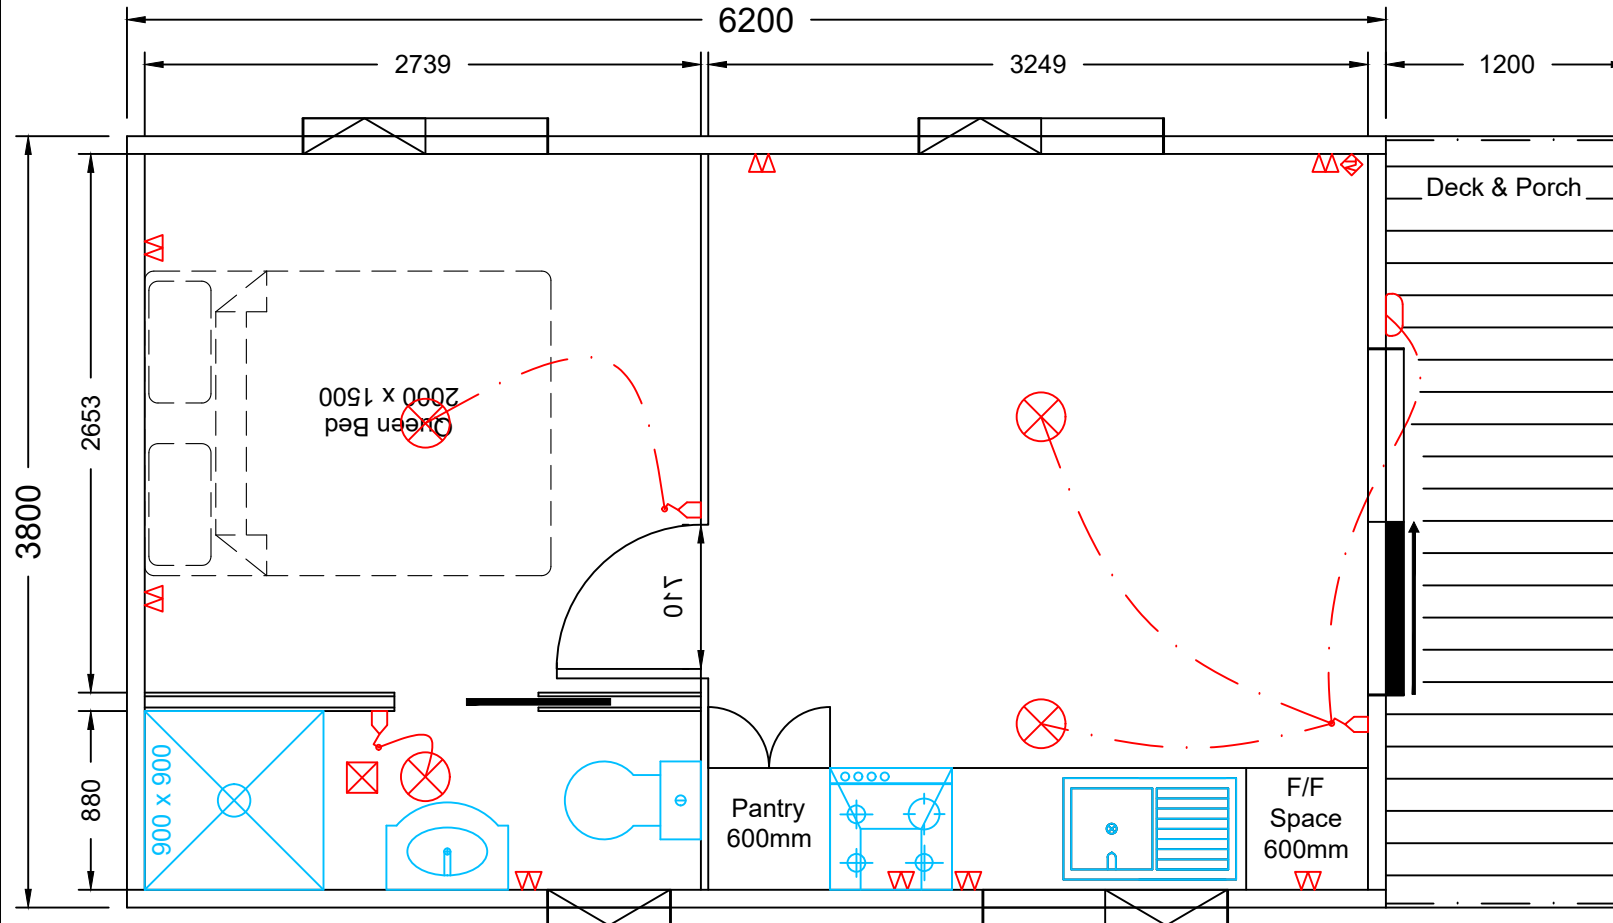 6200
2739
3249
1200
Deck & Porch
2653
3800
Queen Bed
2000 x 1500
710
880
900 x 900
Pantry
600mm
F/F
Space
600mm